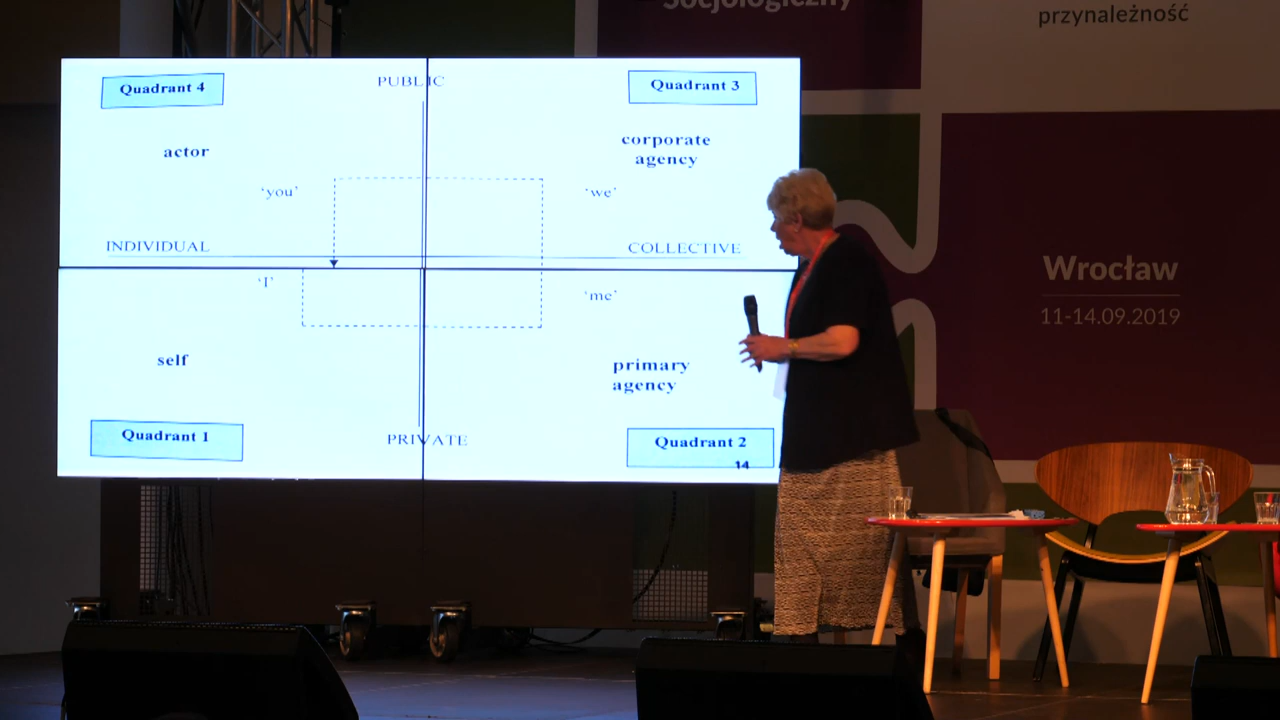 Socjologiczny
przynależność
Quadrant 4
PUBLIC
Quadrant 3
actor
corporate
agency
‘you’
‘we’
INDIVIDUAL
COLLECTIVE
‘I’
‘me’
self
primary
agency
Quadrant 1
PRIVATE
Quadrant 2
14
Wrocław
11-14.09.2019